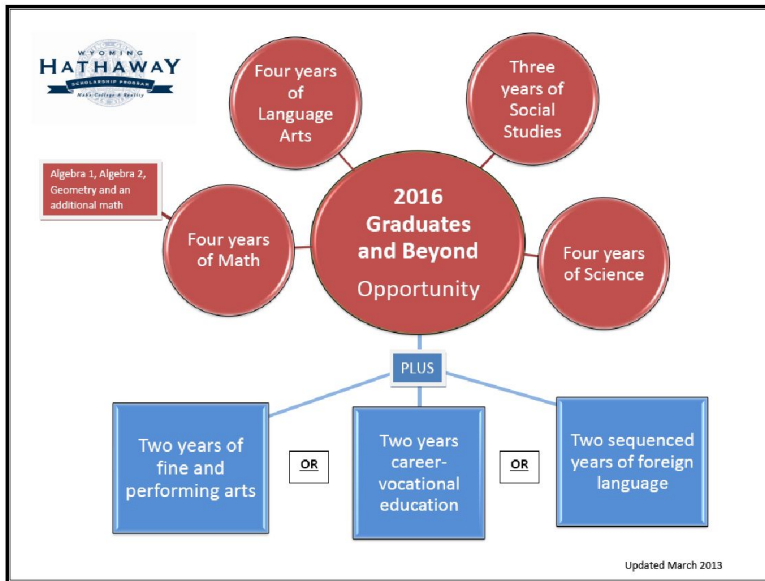 WYOMING
HATHAWAY
SCHOLARSHIP PROGRAM
Make College a Reality
Four years
of
Language
Arts
Three
years of
Social
Studies
Algebra 1, Algebra 2,
Geometry and an
additional math
Four years
of Math
2016
Graduates
and Beyond
Opportunity
Four years
of Science
PLUS
Two years of
fine and
performing arts
OR
Two years
career-
vocational
education
OR
Two sequenced
years of foreign
language
Updated March 2013